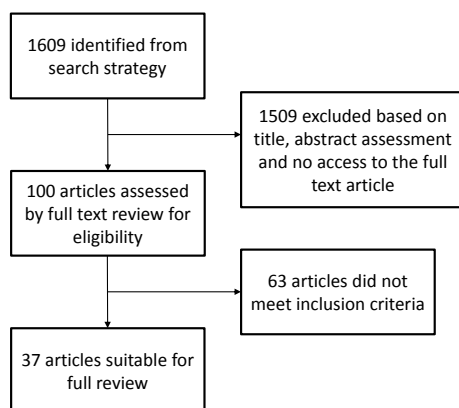 1609 identified from
search strategy
1509 excluded based on
title, abstract assessment
and no access to the full
text article
100 articles assessed
by full text review for
eligibility
63 articles did not
meet inclusion criteria
37 articles suitable for
full review